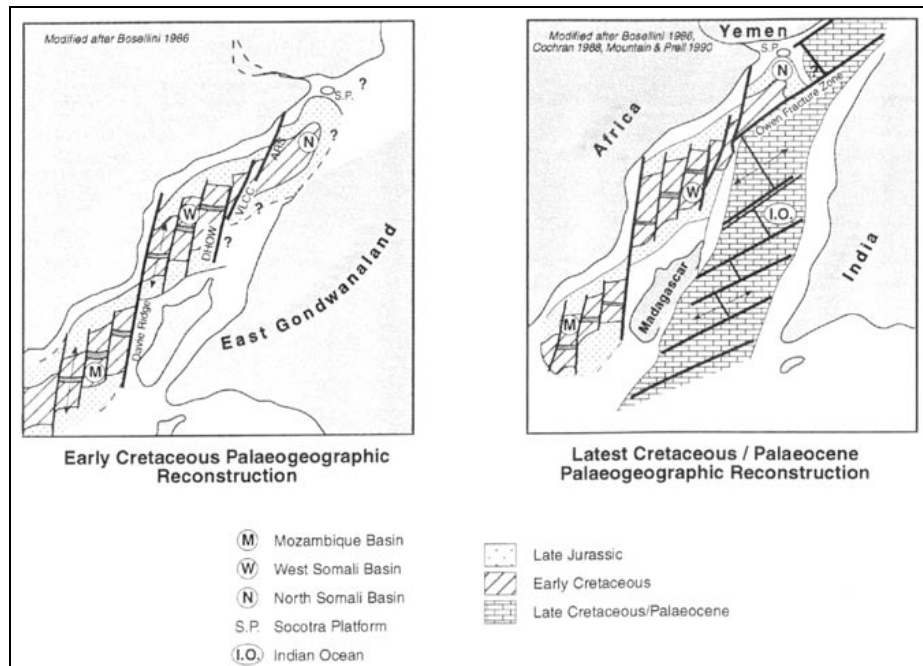 Modified after Bosellini 1986
?
S.P.
?
N
ARS
?
VLCC
W
?
DHOW
?
East Gondwanaland
Davie Ridge
M
Early Cretaceous Palaeogeographic
Reconstruction
Yemen
Modified after Bosellini 1986,
Cochran 1988, Mountain & Prell 1990
S.P.
N
Africa
Owen Fracture Zone
W
I.O.
India
Madagascar
M
Latest Cretaceous / Palaeocene
Palaeogeographic Reconstruction
M Mozambique Basin
W West Somali Basin
N North Somali Basin
S.P. Socotra Platform
I.O. Indian Ocean
Late Jurassic
Early Cretaceous
Late Cretaceous/Palaeocene